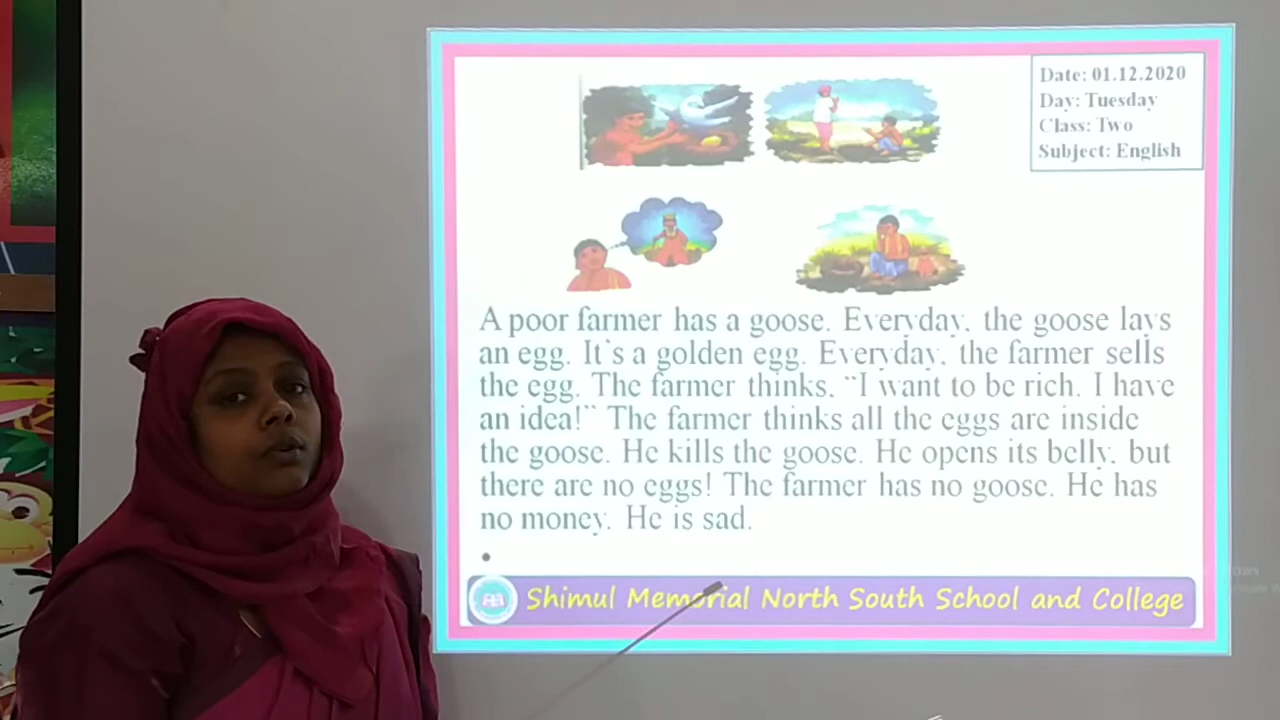 Date: 01.12.2020
Day: Tuesday
Class: Two
Subject: English
A poor farmer has a goose. Everyday, the goose lays
an egg. It's a golden egg. Everyday, the farmer sells
the egg. The farmer thinks, "I want to be rich. I have
an idea!" The farmer thinks all the eggs are inside
the goose. He kills the goose. He opens its belly, but
there are no eggs! The farmer has no goose. He has
no money. He is sad.
Shimul Memorial North South School and College